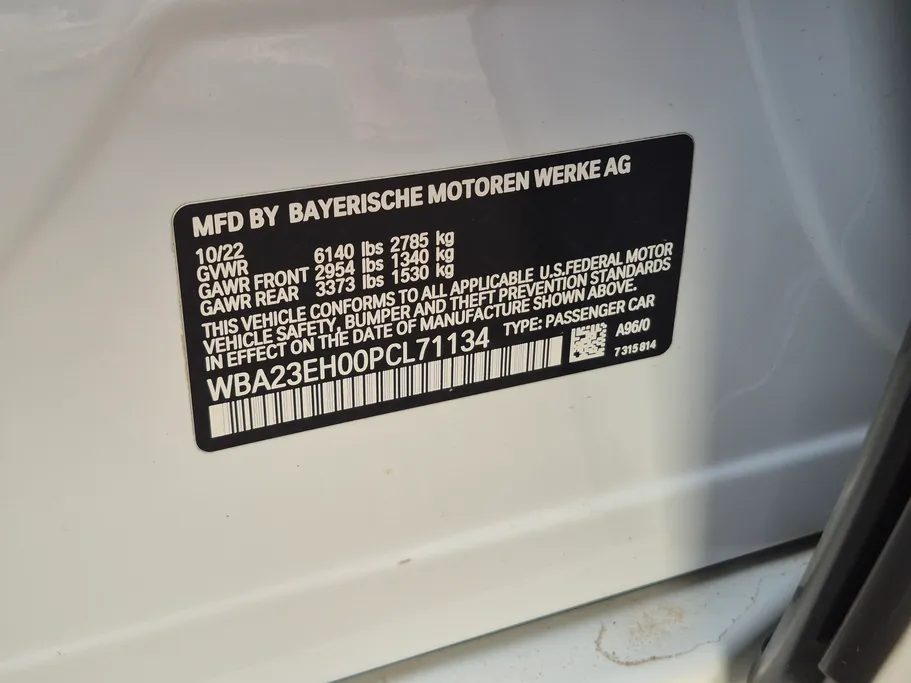 MFD BY BAYERISCHE MOTOREN WERKE AG
10/22
GVWR 6140 lbs 2785 kg
GAWR FRONT 2954 lbs 1340 kg
GAWR REAR 3373 lbs 1530 kg
THIS VEHICLE CONFORMS TO ALL APPLICABLE U.S.FEDERAL MOTOR
VEHICLE SAFETY, BUMPER AND THEFT PREVENTION STANDARDS
IN EFFECT ON THE DATE OF MANUFACTURE SHOWN ABOVE.
WBA23EH00PCL71134 TYPE: PASSENGER CAR
A96/0
7 315 814